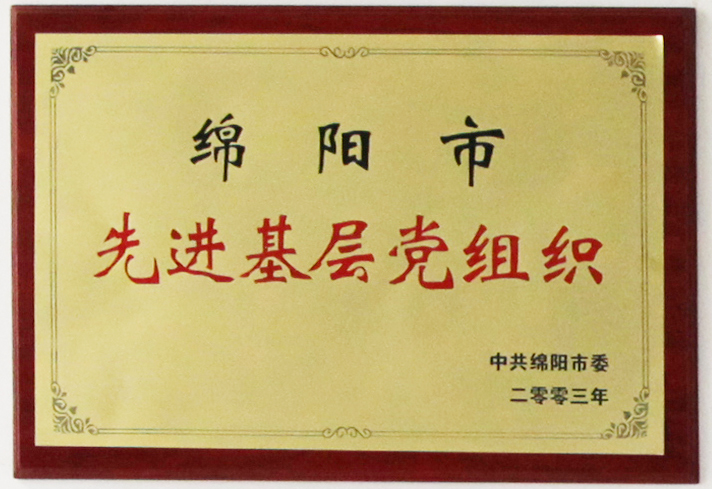 绵阳市
先进基层党组织
中共绵阳市委
二零零三年